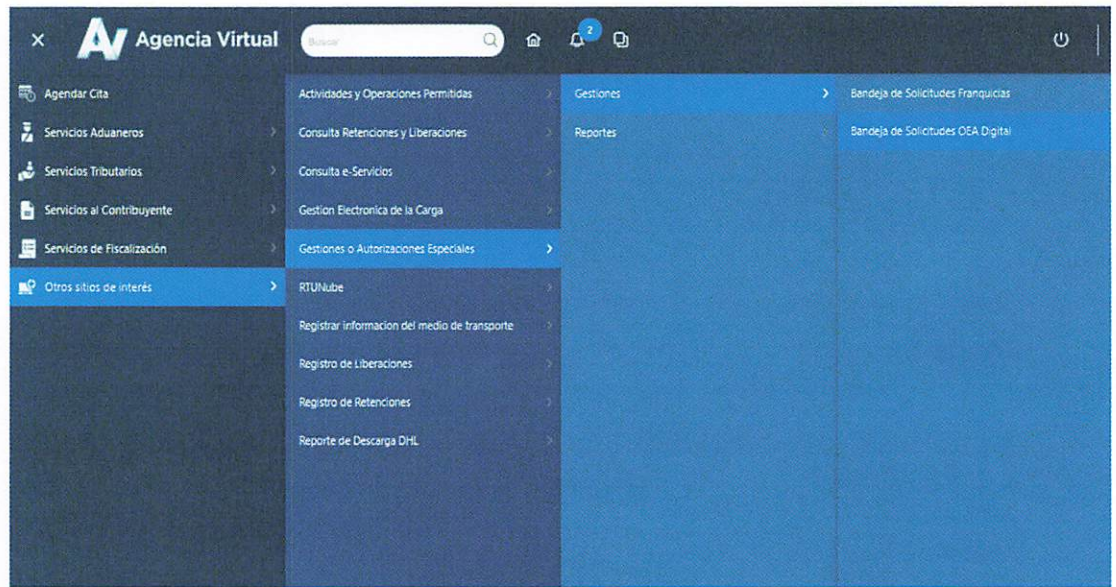 × AV Agencia Virtual
Buscar
2
Agendar Cita
Servicios Aduaneros
Servicios Tributarios
Servicios al Contribuyente
Servicios de Fiscalización
Otros sitios de interés
Actividades y Operaciones Permitidas
Consulta Retenciones y Liberaciones
Consulta e-Servicios
Gestion Electronica de la Carga
Gestiones o Autorizaciones Especiales
RTUNube
Registrar informacion del medio de transporte
Registro de Liberaciones
Registro de Retenciones
Reporte de Descarga DHL
Gestiones
Reportes
Bandeja de Solicitudes Franquicias
Bandeja de Solicitudes OEA Digital